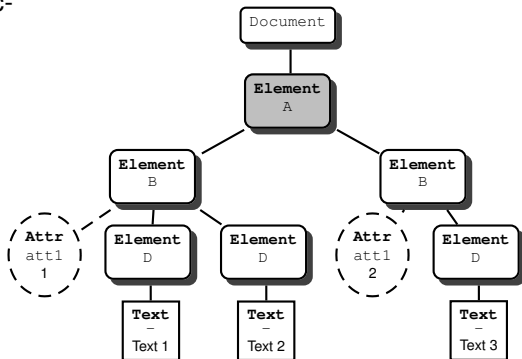 c-
Document
Element
A
Element
B
Element
B
Attr
att1
1
Element
D
Element
D
Attr
att1
2
Element
D
Text
–
Text 1
Text
–
Text 2
Text
–
Text 3